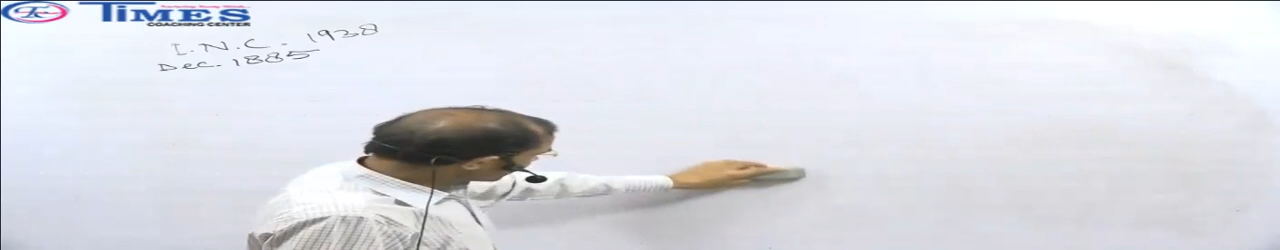 TIMES
COACHING CENTER
I.N.C. - 1938
Dec. 1885